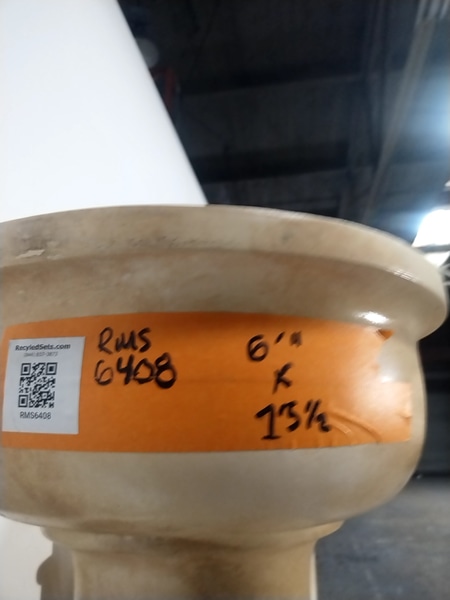 RecycledSets.com
RMS6408
RMS
6408
6'"
X
13½